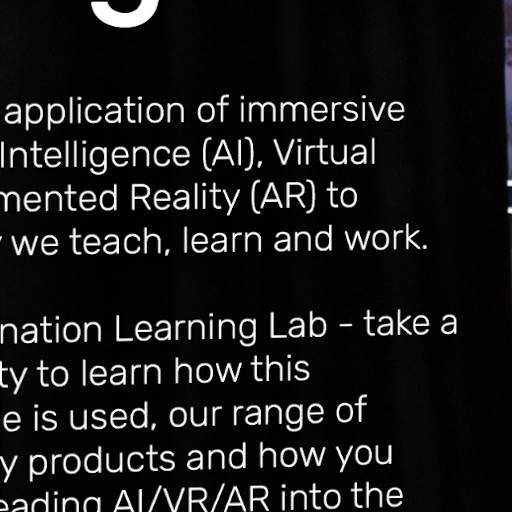 application of immersive
Intelligence (AI), Virtual
mented Reality (AR) to
we teach, learn and work.
nation Learning Lab - take a
ty to learn how this
e is used, our range of
y products and how you
eading AI/VR/AR into the